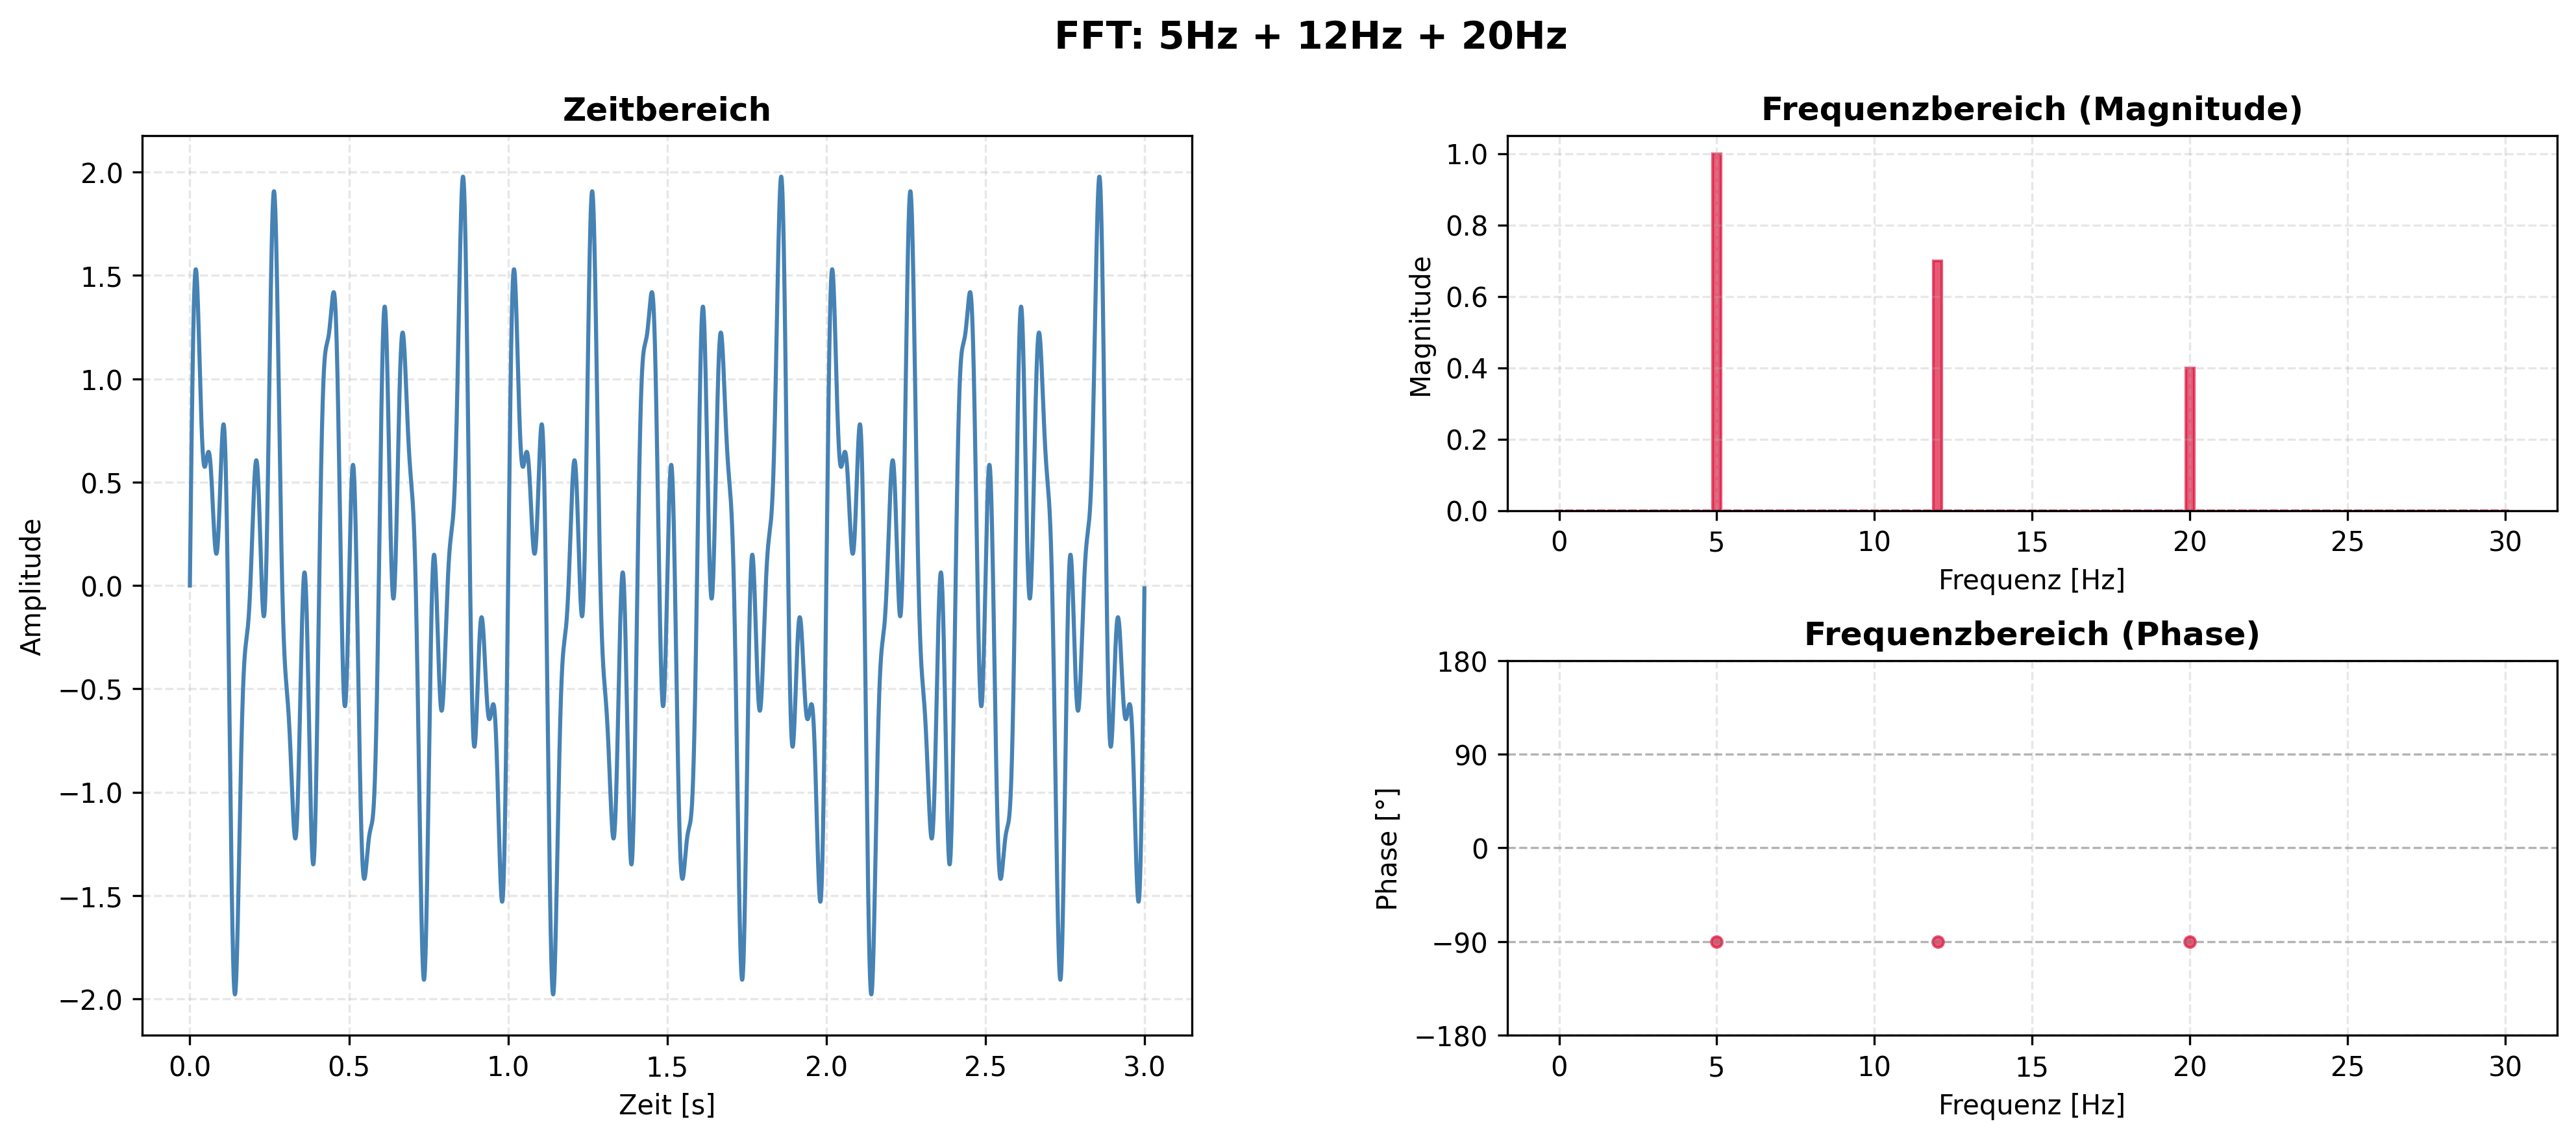 FFT: 5Hz + 12Hz + 20Hz
Zeitbereich
Amplitude
2.0
1.5
1.0
0.5
0.0
−0.5
−1.0
−1.5
−2.0
0.0 0.5 1.0 1.5 2.0 2.5 3.0
Zeit [s]
Frequenzbereich (Magnitude)
Magnitude
1.0
0.8
0.6
0.4
0.2
0.0
0 5 10 15 20 25 30
Frequenz [Hz]
Frequenzbereich (Phase)
Phase [°]
180
90
0
−90
−180
0 5 10 15 20 25 30
Frequenz [Hz]